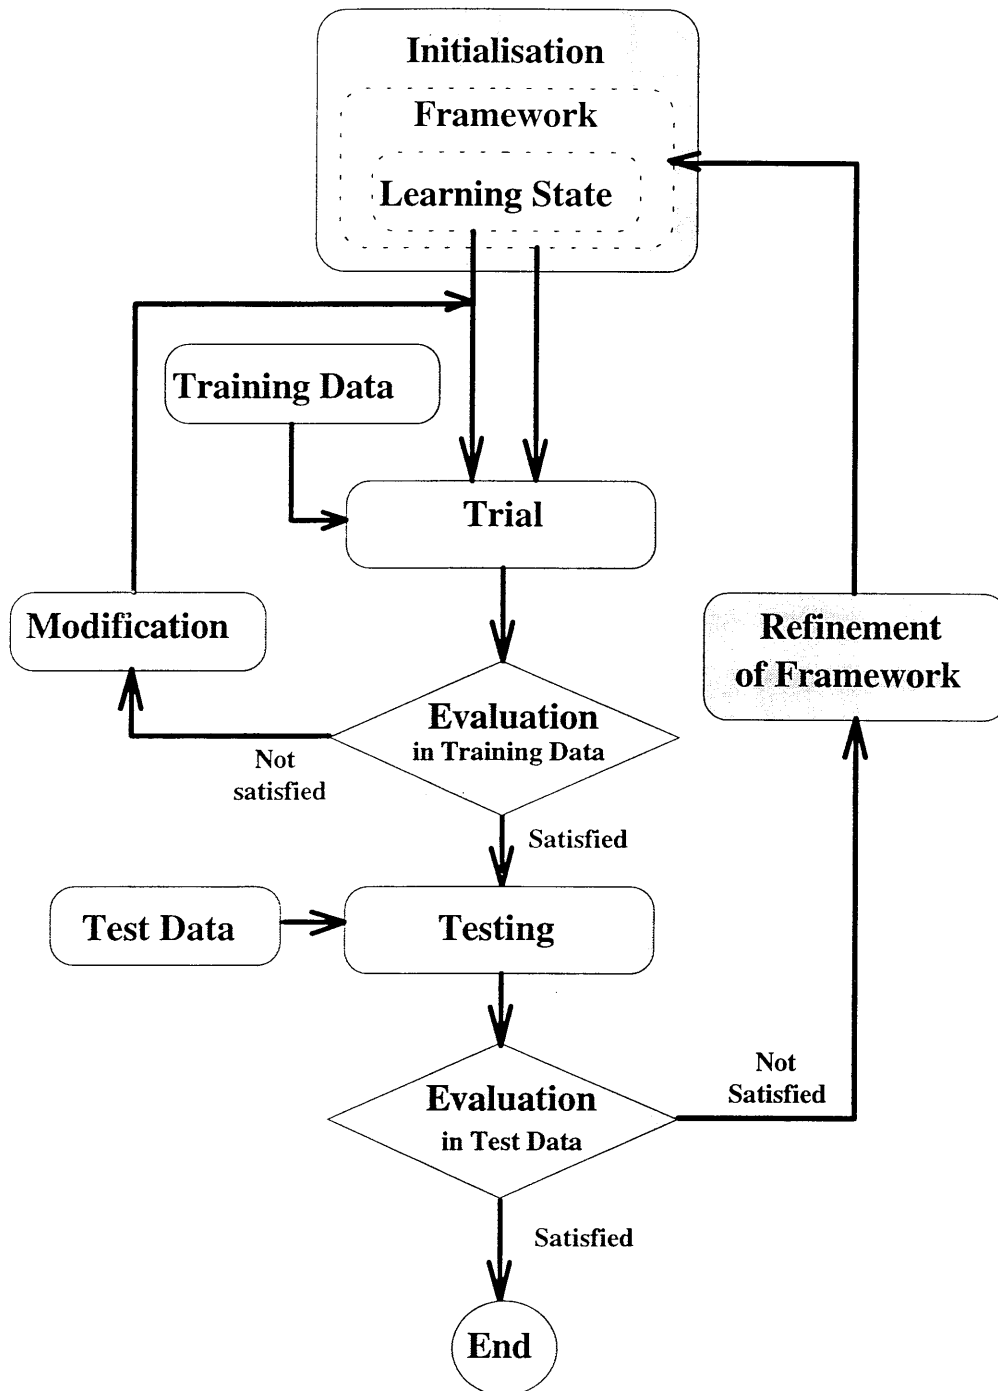 Initialisation
Framework
Learning State
Training Data
Trial
Modification
Refinement
of Framework
Evaluation
in Training Data
Not
satisfied
Satisfied
Test Data
Testing
Not
Satisfied
Evaluation
in Test Data
Satisfied
End